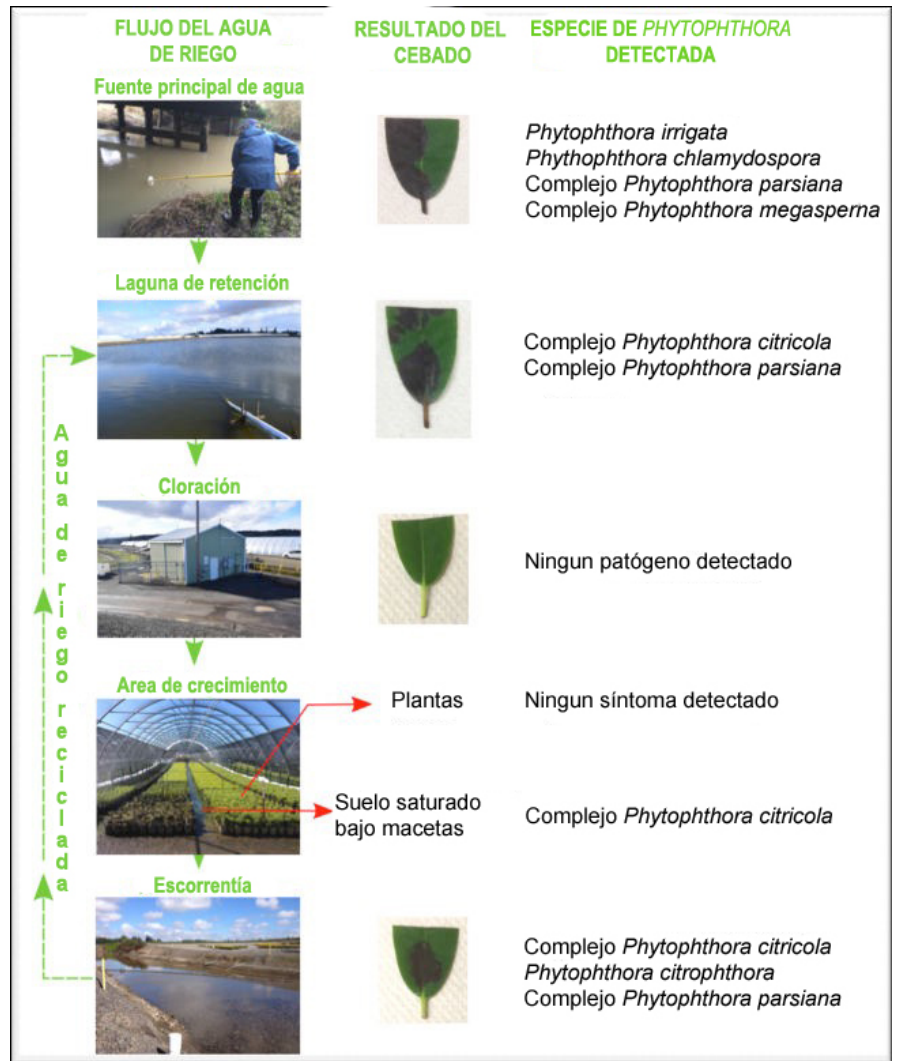 FLUJO DEL AGUA
DE RIEGO
RESULTADO DEL
CEBADO
ESPECIE DE PHYTOPHTHORA
DETECTADA
Fuente principal de agua
Phytophthora irrigata
Phythophthora chlamydospora
Complejo Phytophthora parsiana
Complejo Phytophthora megasperna
Laguna de retención
Complejo Phytophthora citricola
Complejo Phytophthora parsiana
Agua de riego reciclada
Cloración
Ningun patógeno detectado
Area de crecimiento
Plantas
Ningun síntoma detectado
Suelo saturado
bajo macetas
Complejo Phytophthora citricola
Escorrentía
Complejo Phytophthora citricola
Phytophthora citrophthora
Complejo Phytophthora parsiana